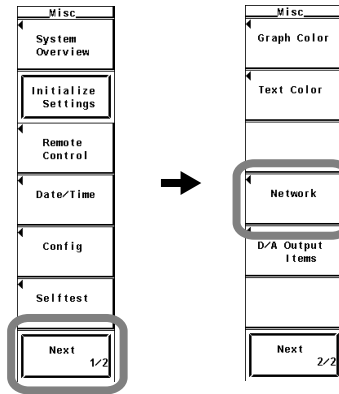 Misc
System
Overview
Initialize
Settings
Remote
Control
Date/Time
Config
Selftest
Next
1/2
Misc
Graph Color
Text Color
Network
D/A Output
Items
Next
2/2